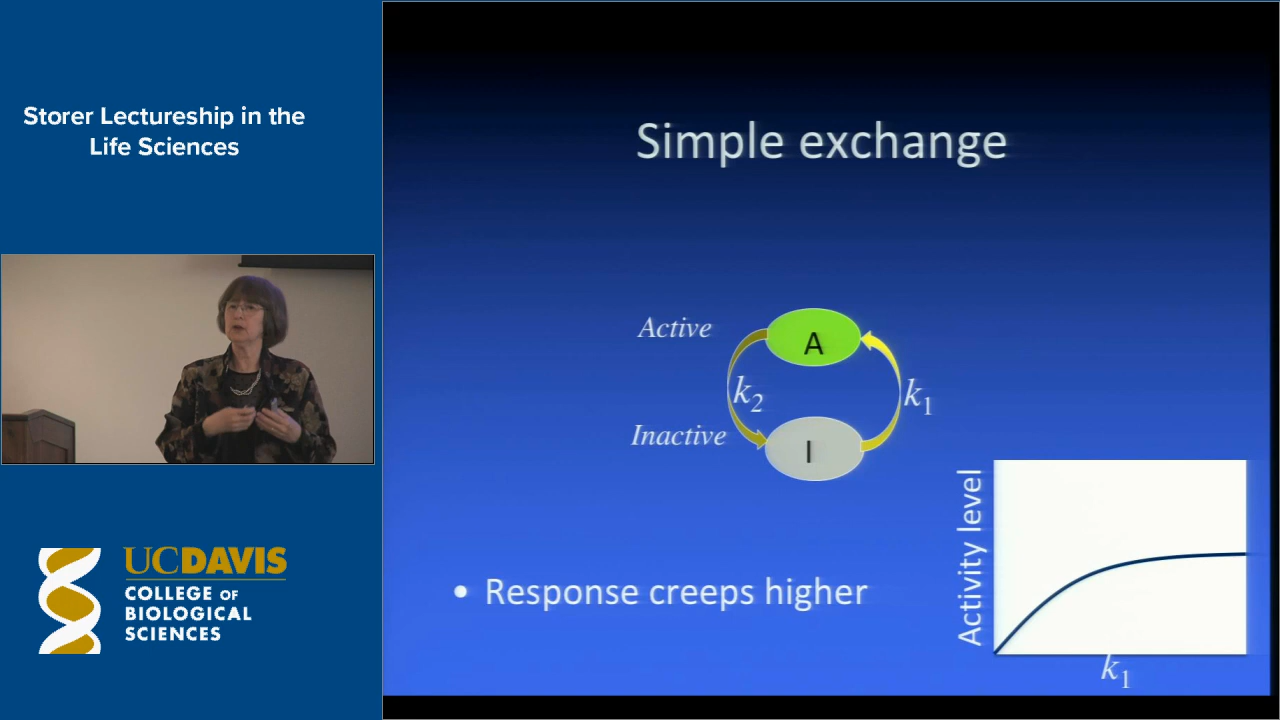 Storer Lectureship in the
Life Sciences
UCDAVIS
COLLEGE OF
BIOLOGICAL
SCIENCES
Simple exchange
Active
A
k2
k1
Inactive
I
• Response creeps higher
Activity level
k1